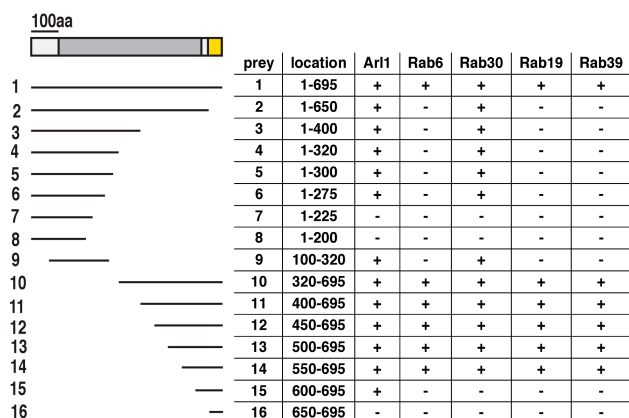 100aa
prey location Arl1 Rab6 Rab30 Rab19 Rab39
1 1 1-695 + + + + +
2 2 1-650 + - + - -
3 3 1-400 + - + - -
4 4 1-320 + - + - -
5 5 1-300 + - + - -
6 6 1-275 + - + - -
7 7 1-225 - - - - -
8 8 1-200 - - - - -
9 9 100-320 + - + - -
10 10 320-695 + + + + +
11 11 400-695 + + + + +
12 12 450-695 + + + + +
13 13 500-695 + + + + +
14 14 550-695 + + + + +
15 15 600-695 + - - - -
16 16 650-695 - - - - -